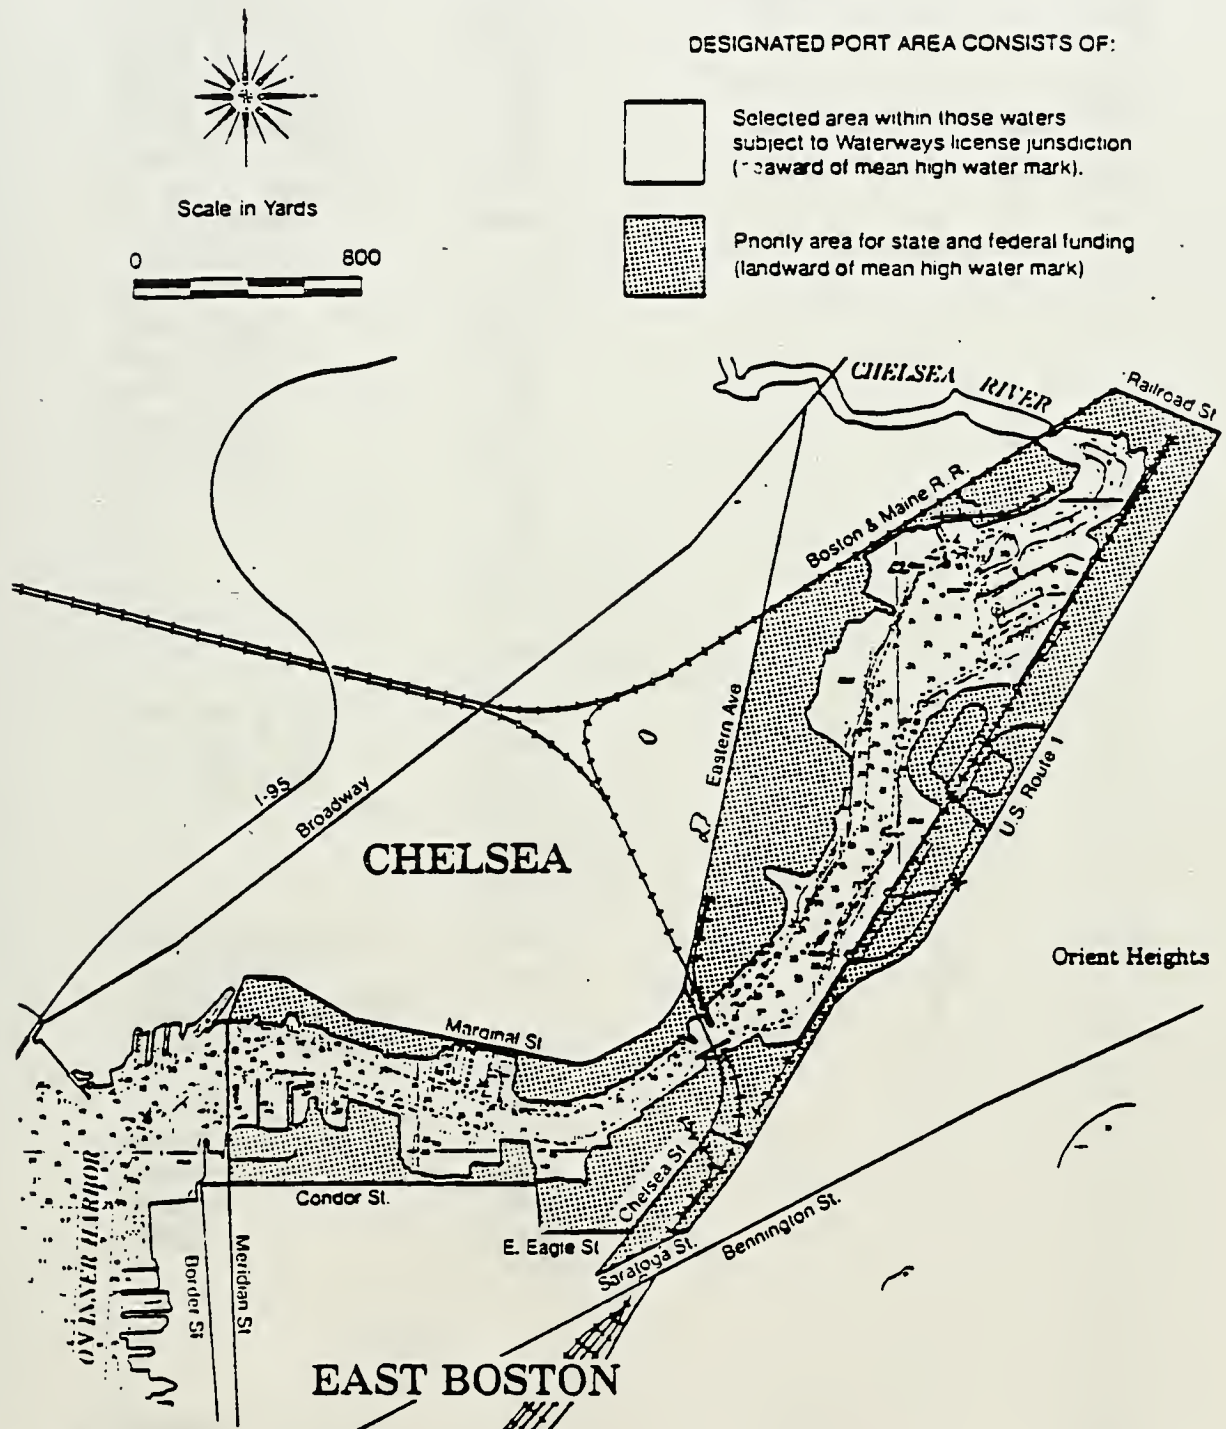 DESIGNATED PORT AREA CONSISTS OF:
Selected area within those waters
subject to Waterways license jurisdiction
of mean high water mark).
Scale in Yards
0 800
Priority area for state and federal funding
(landward of mean high water mark)
CHELSEA RIVER
Railroad St
Boston & Maine R. R.
Eastern Ave
I-95
Broadway
U.S. Route 1
CHELSEA
Orient Heights
Marginal St
Condor St.
Chelsea St
E. Eagle St
Saratoga St.
Bennington St.
INNER HARBOR
Border St
Meridian St
EAST BOSTON